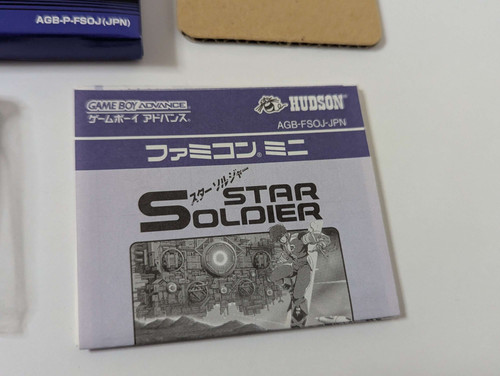 AGB-P-FSOJ(JPN)
GAME BOY ADVANCE
ゲームボーイ アドバンス
HUDSON
AGB-FSOJ-JPN
ファミコン®ミニ
スターソルジャー
STAR
SOLDIER